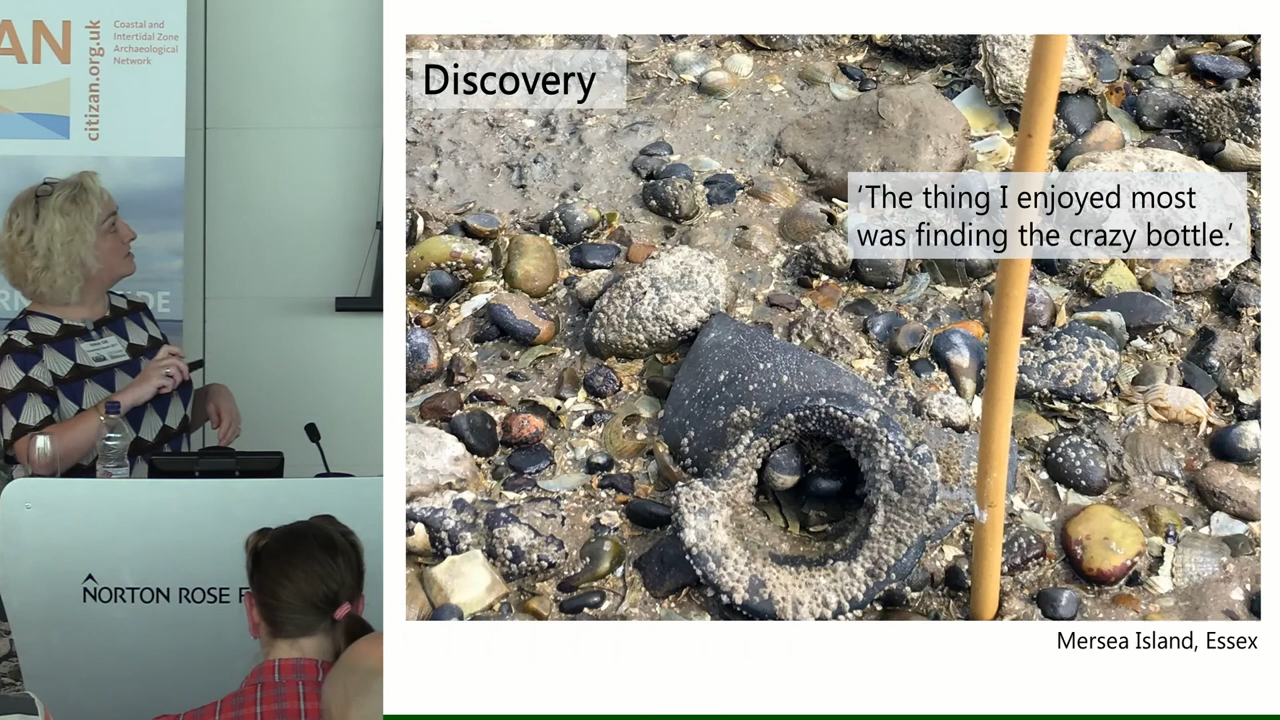 AN
citizan.org.uk
Coastal and
Intertidal Zone
Archaeological
Network
Discovery
'The thing I enjoyed most
was finding the crazy bottle.'
NORTON ROSE F
Mersea Island, Essex